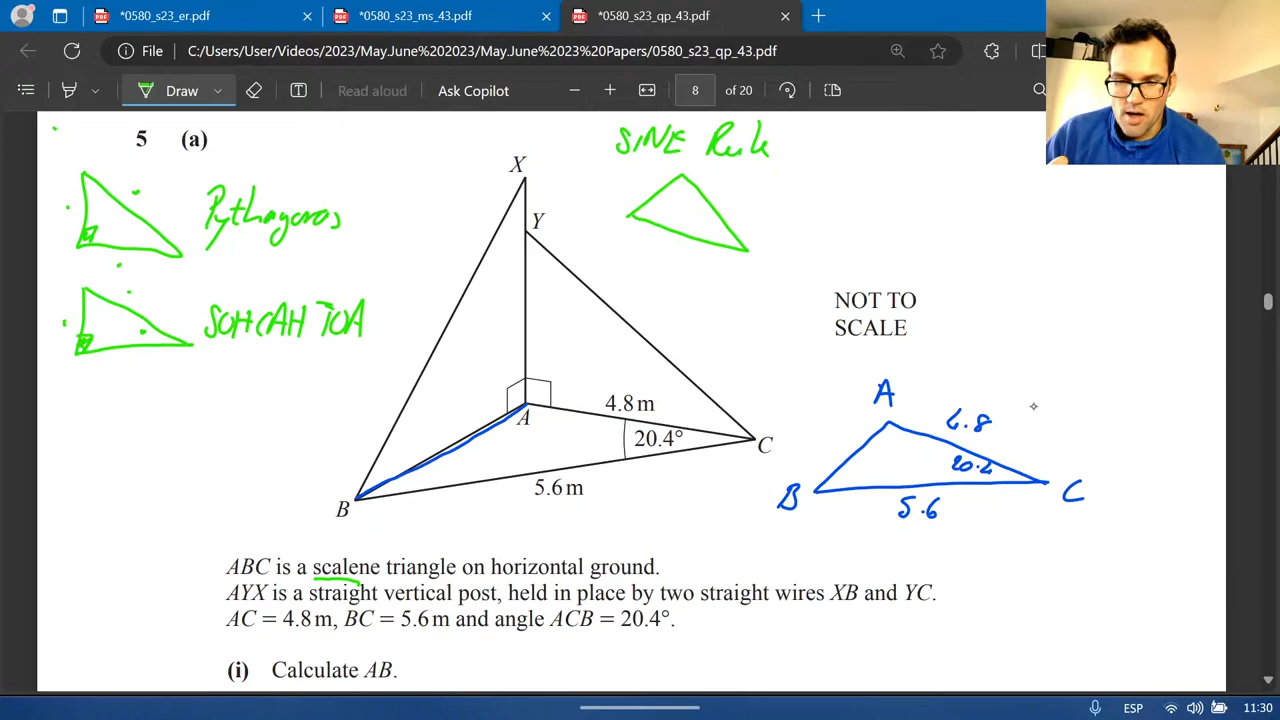 *0580_s23_er.pdf
*0580_s23_ms_43.pdf
*0580_s23_qp_43.pdf
File
C:/Users/User/Videos/2023/May.June%202023/May.June%2023%20Papers/0580_s23_qp_43.pdf
Draw
Read aloud
Ask Copilot
8 of 20
5 (a)
SINE Rule
X
Y
Pythagoras
SOHCAH TOA
NOT TO
SCALE
A
4.8 m
20.4°
C
5.6 m
B
A
4.8
20.4
B
C
5.6
ABC is a scalene triangle on horizontal ground.
AYX is a straight vertical post, held in place by two straight wires XB and YC.
AC = 4.8 m, BC = 5.6 m and angle ACB = 20.4°.
(i) Calculate AB.
ESP
11:30